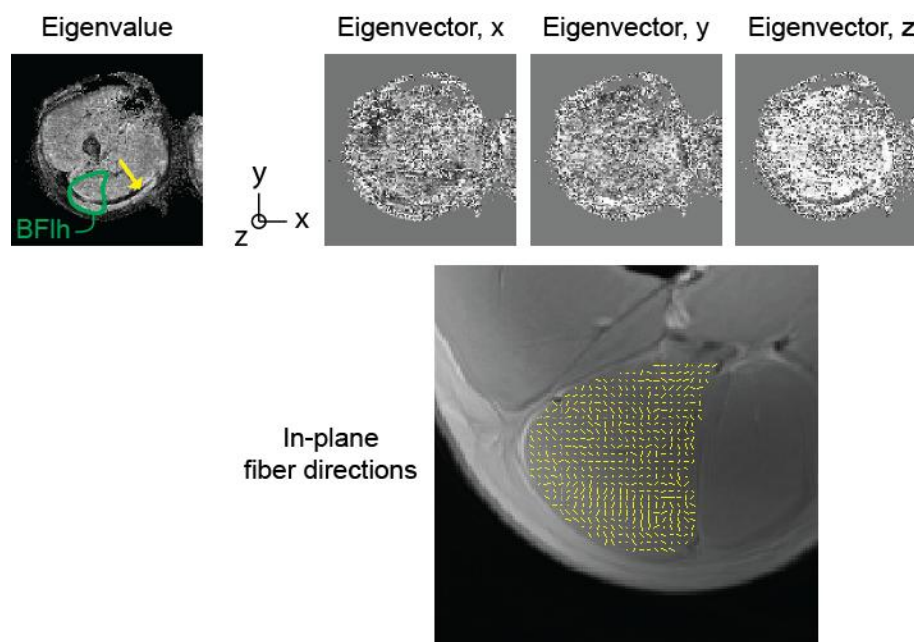 Eigenvalue
Eigenvector, x
Eigenvector, y
Eigenvector, z
BFlh
y
z
x
In-plane
fiber directions